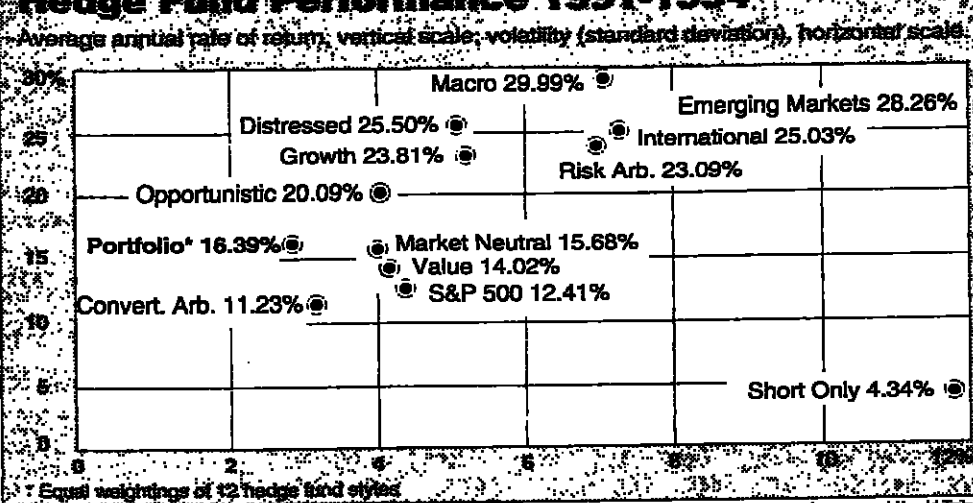 Hedge Fund Performance 1991-1994
Average annual rate of return, vertical scale; volatility (standard deviation), horizontal scale.
30%
Macro 29.99%
Emerging Markets 28.26%
25
Distressed 25.50%
International 25.03%
Growth 23.81%
Risk Arb. 23.09%
20
Opportunistic 20.09%
Portfolio* 16.39%
Market Neutral 15.68%
15
Value 14.02%
S&P 500 12.41%
Convert. Arb. 11.23%
10
5
Short Only 4.34%
0
0 2 4 6 8 10 12%
* Equal weightings of 12 hedge fund styles